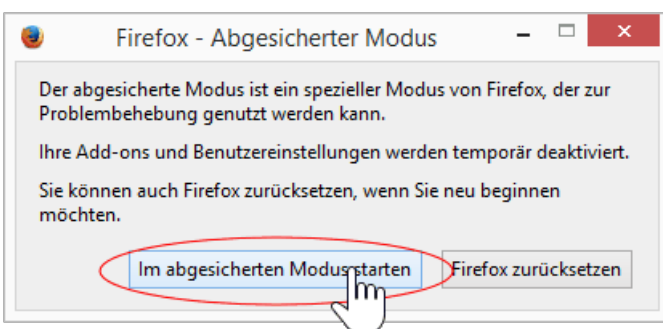 Firefox - Abgesicherter Modus
Der abgesicherte Modus ist ein spezieller Modus von Firefox, der zur
Problembehebung genutzt werden kann.
Ihre Add-ons und Benutzereinstellungen werden temporär deaktiviert.
Sie können auch Firefox zurücksetzen, wenn Sie neu beginnen
möchten.
Im abgesicherten Modus starten Firefox zurücksetzen